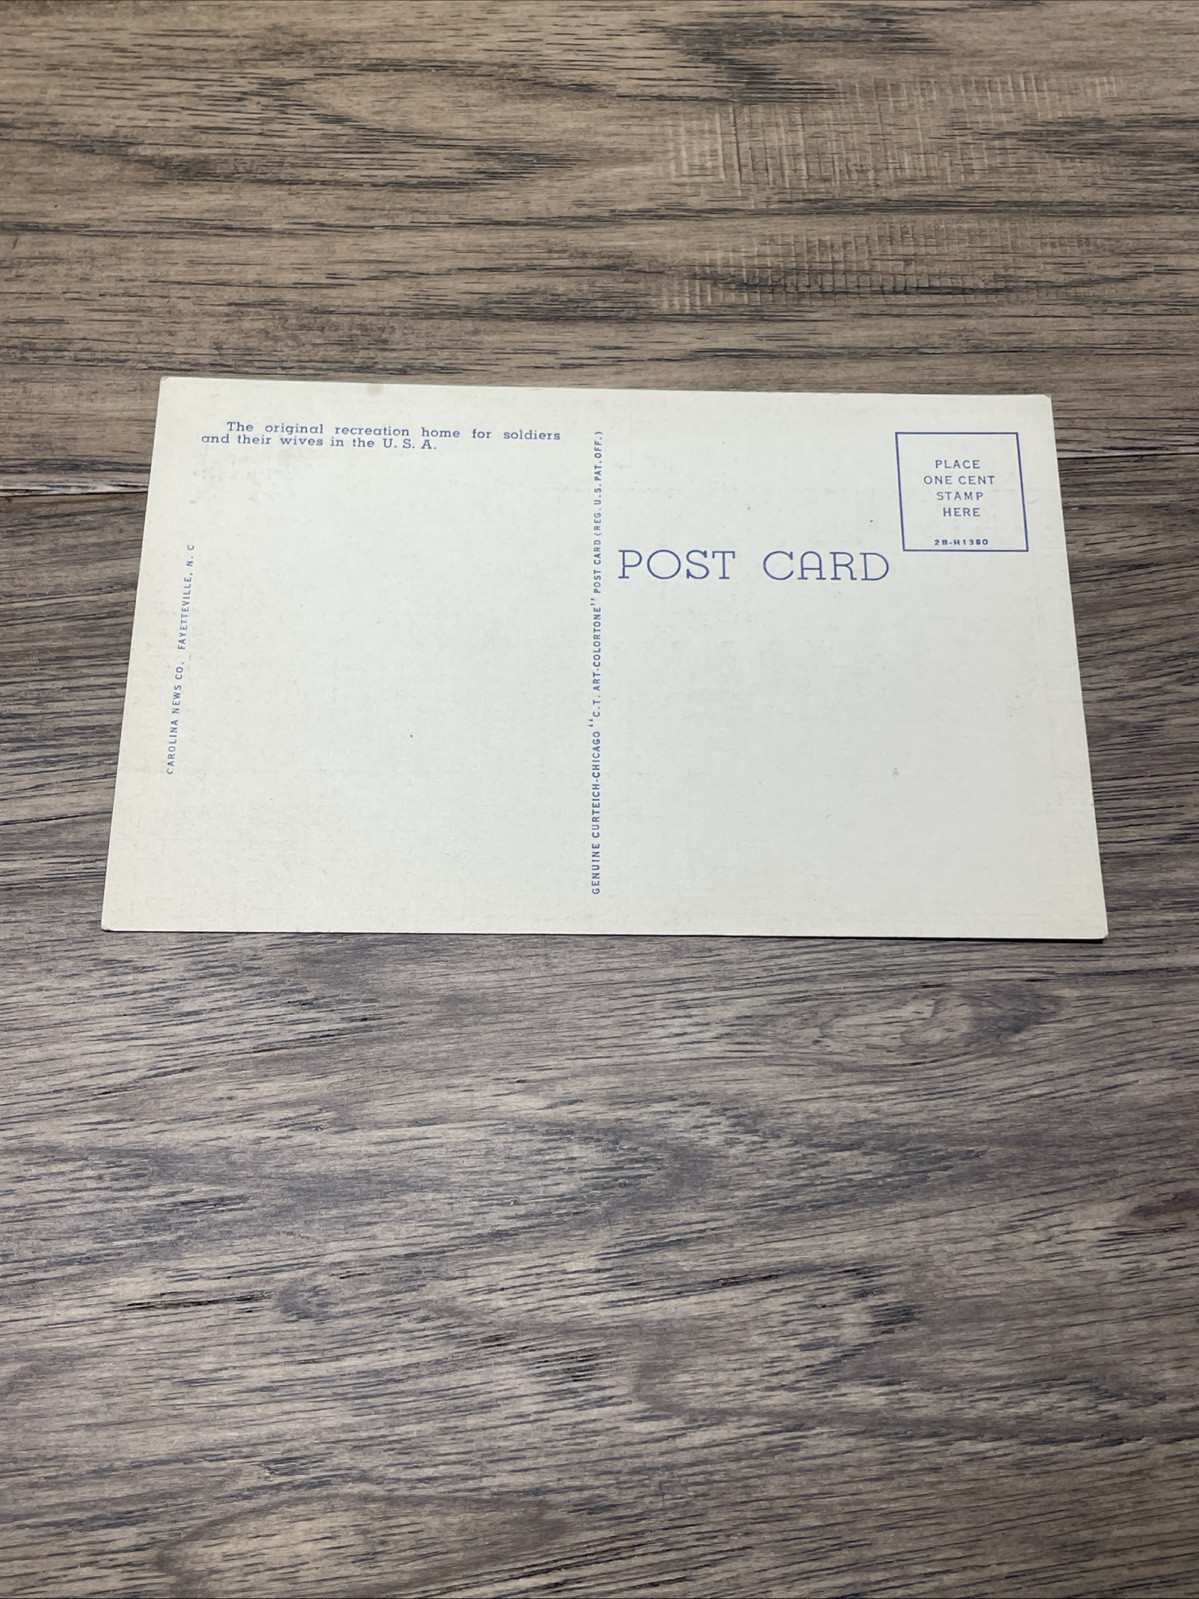 The original recreation home for soldiers
and their wives in the U. S. A.
CAROLINA NEWS CO. FAYETTEVILLE, N. C
GENUINE CURTEICH-CHICAGO "C.T. ART-COLORTONE" POST CARD (REG. U.S. PAT. OFF.)
POST CARD
PLACE
ONE CENT
STAMP
HERE
2B-H1380